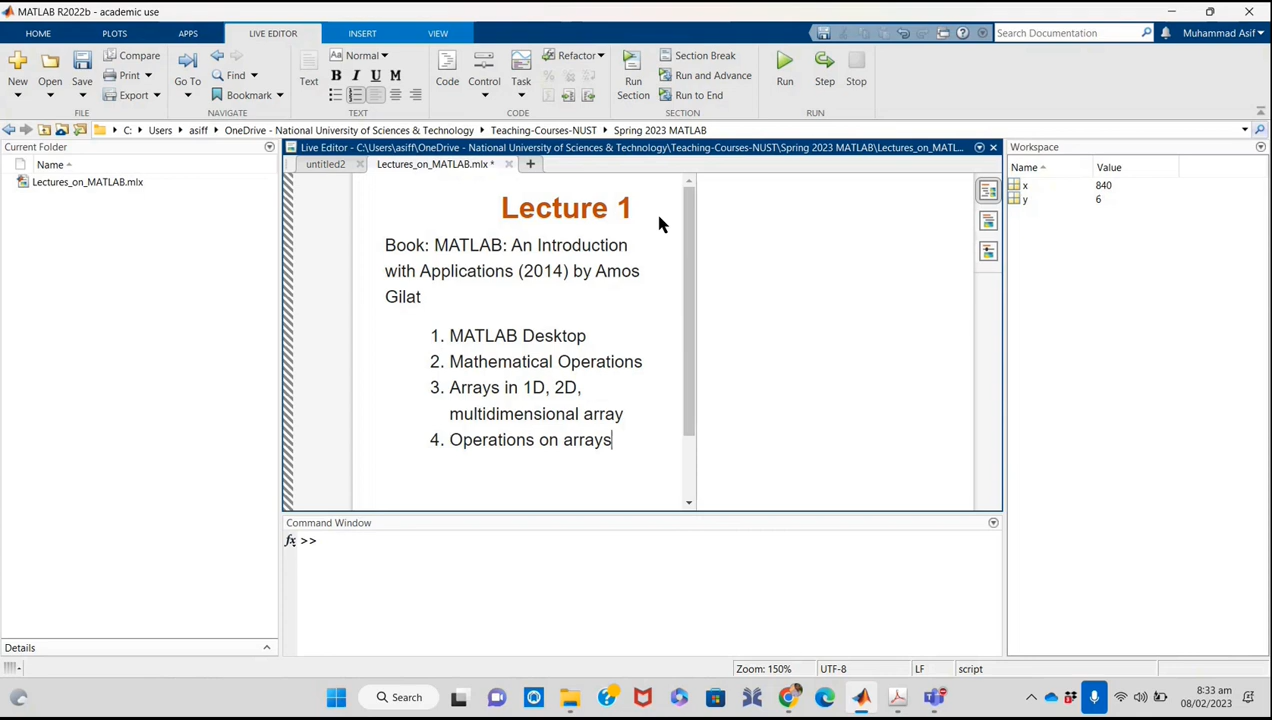 MATLAB R2022b - academic use
HOME PLOTS APPS LIVE EDITOR INSERT VIEW Search Documentation Muhammad Asif
New Open Save Compare Print Export
FILE
Go To Find Bookmark
NAVIGATE
Text Normal B I U M
TEXT
Code Control Task Refactor
CODE
Run Section Section Break Run and Advance Run to End
SECTION
Run Step Stop
RUN
C: Users asiff OneDrive - National University of Sciences & Technology Teaching-Courses-NUST Spring 2023 MATLAB
Current Folder
Name
Lectures_on_MATLAB.mlx
Details
Live Editor - C:\Users\asiff\OneDrive - National University of Sciences & Technology\Teaching-Courses-NUST\Spring 2023 MATLAB\Lectures_on_MATL...
untitled2 Lectures_on_MATLAB.mlx *
Lecture 1
Book: MATLAB: An Introduction
with Applications (2014) by Amos
Gilat
1. MATLAB Desktop
2. Mathematical Operations
3. Arrays in 1D, 2D,
multidimensional array
4. Operations on arrays
Command Window
fx >>
Workspace
Name Value
x 840
y 6
Zoom: 150% UTF-8 LF script
Search
8:33 am
08/02/2023